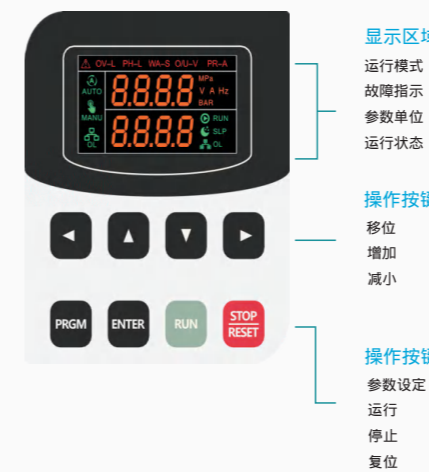 显示区域
运行模式
故障指示
参数单位
运行状态
OV-L PH-L WA-S O/U-V PR-A
AUTO
8.8.8.8
MPa
V A Hz
BAR
MANU
8.8.8.8
RUN
SLP
OL
OL
操作按键
移位
增加
减小
PRGM ENTER RUN STOP RESET
操作按键
参数设定
运行
停止
复位